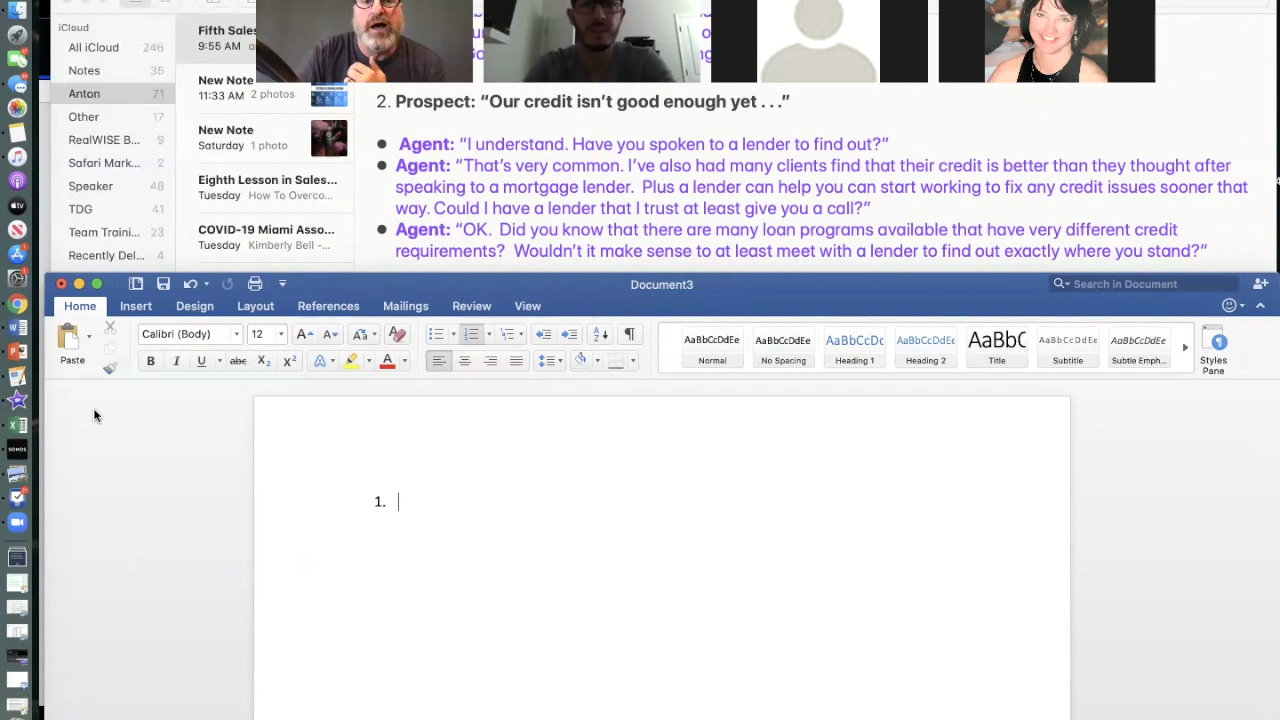 iCloud
All iCloud 246
Notes 35
Anton 71
Other 17
RealWISE B... 9
Safari Mark... 2
Speaker 48
TDG 41
Team Traini... 23
Recently Del... 4
Fifth Sales
9:55 AM
New Note
11:33 AM 2 photos
New Note
Saturday 1 photo
Eighth Lesson in Sales...
Tuesday How To Overco...
COVID-19 Miami Asso...
Tuesday Kimberly Bell -...
2. Prospect: “Our credit isn’t good enough yet . . .”
● Agent: “I understand. Have you spoken to a lender to find out?”
● Agent: “That’s very common. I’ve also had many clients find that their credit is better than they thought after
speaking to a mortgage lender. Plus a lender can help you can start working to fix any credit issues sooner that
way. Could I have a lender that I trust at least give you a call?”
● Agent: “OK. Did you know that there are many loan programs available that have very different credit
requirements? Wouldn’t it make sense to at least meet with a lender to find out exactly where you stand?”
Document3
Search in Document
Home Insert Design Layout References Mailings Review View
Paste
Calibri (Body) 12
AaBbCcDdEe AaBbCcDdEe AaBbCcDc AaBbCcDdEe AaBbC AaBbCcDdEe AaBbCcDdEe
Normal No Spacing Heading 1 Heading 2 Title Subtitle Subtle Emph...
Styles
Pane
1.
tv
SONOS